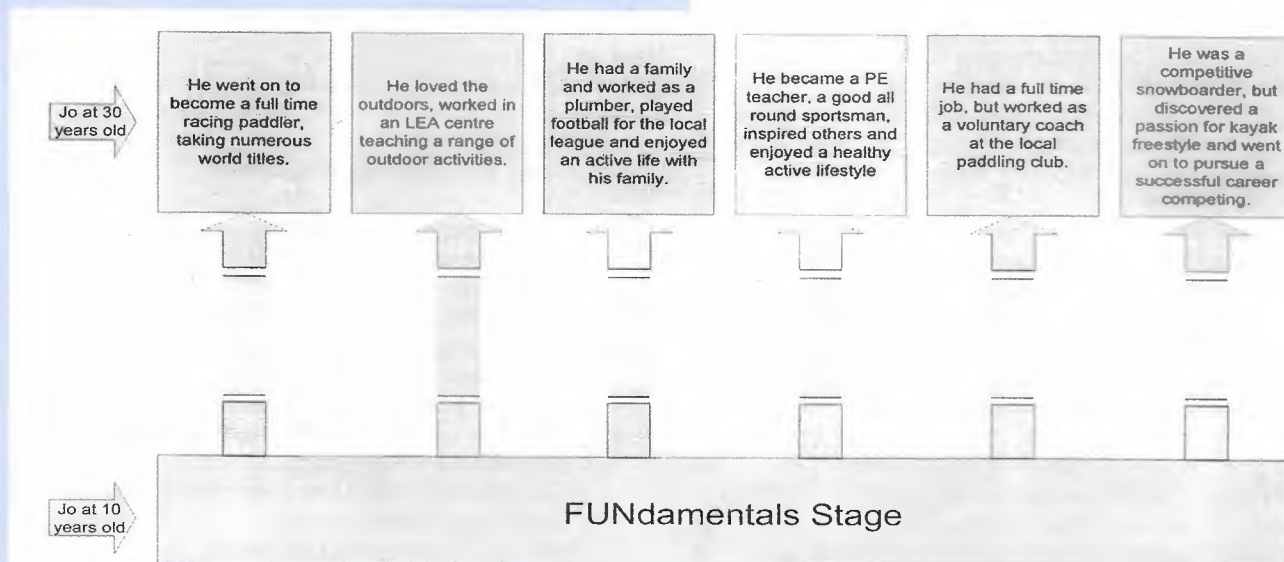 Jo at 30
years old
He went on to
become a full time
racing paddler,
taking numerous
world titles.
He loved the
outdoors, worked in
an LEA centre
teaching a range of
outdoor activities.
He had a family
and worked as a
plumber, played
football for the local
league and enjoyed
an active life with
his family.
He became a PE
teacher, a good all
round sportsman,
inspired others and
enjoyed a healthy
active lifestyle
He had a full time
job, but worked as
a voluntary coach
at the local
paddling club.
He was a
competitive
snowboarder, but
discovered a
passion for kayak
freestyle and went
on to pursue a
successful career
competing.
Jo at 10
years old
FUNdamentals Stage